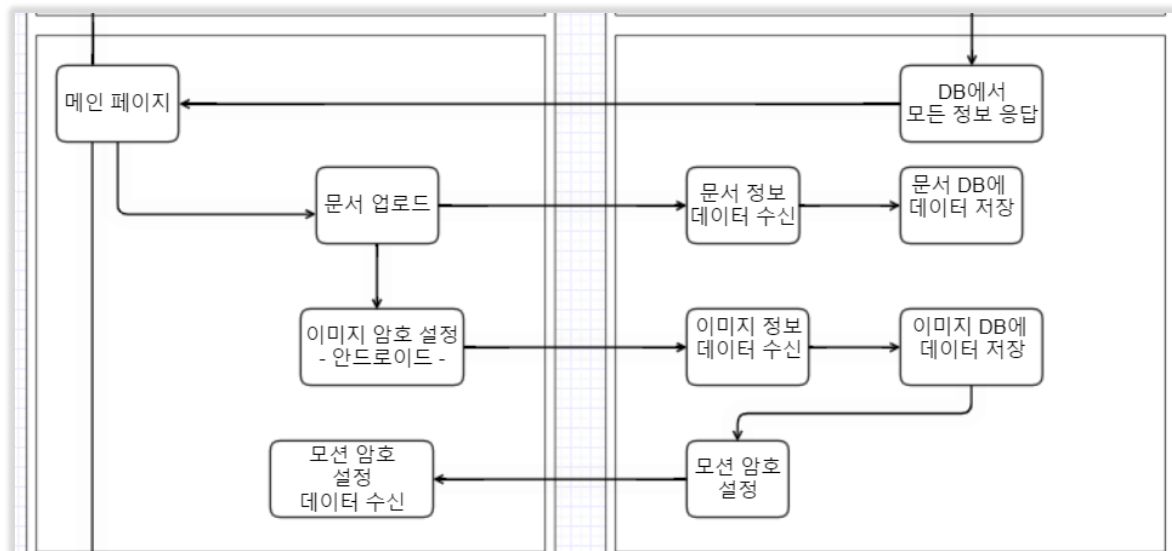 메인 페이지
DB에서
모든 정보 응답
문서 업로드
문서 정보
데이터 수신
문서 DB에
데이터 저장
이미지 암호 설정
- 안드로이드 -
이미지 정보
데이터 수신
이미지 DB에
데이터 저장
모션 암호
설정
데이터 수신
모션 암호
설정